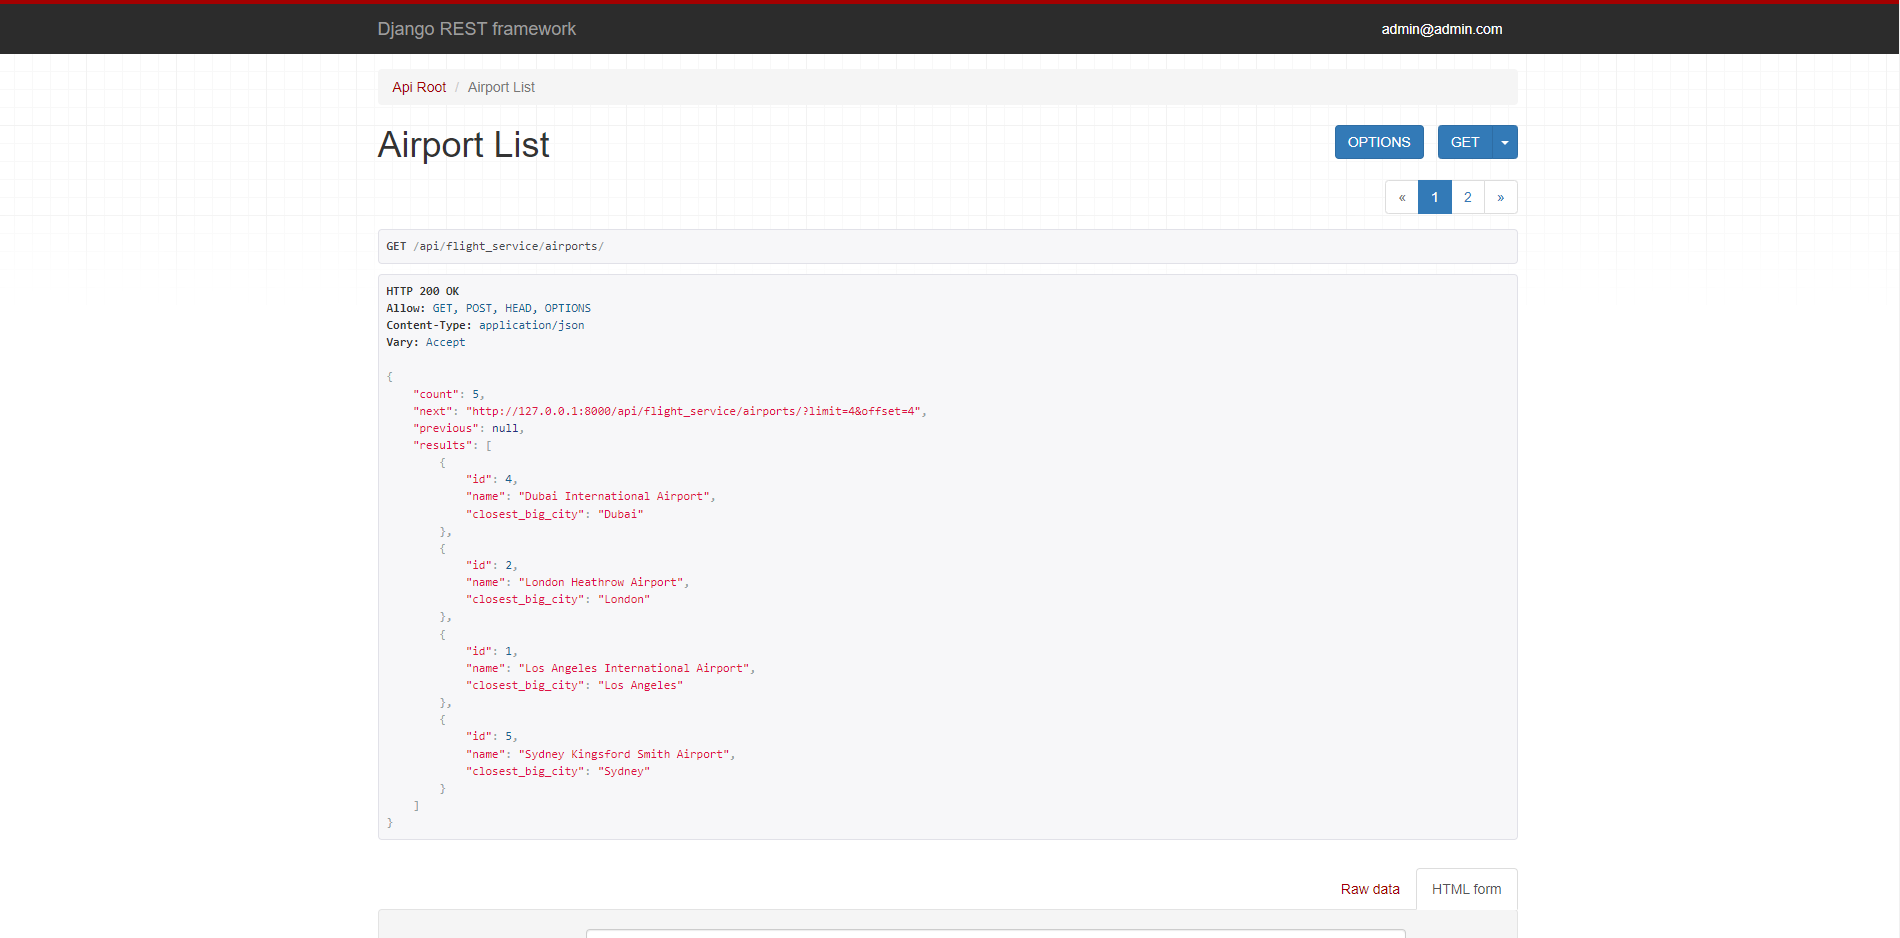 Django REST framework
admin@admin.com
Api Root / Airport List
Airport List
OPTIONS
GET
« 1 2 »
GET /api/flight_service/airports/
HTTP 200 OK
Allow: GET, POST, HEAD, OPTIONS
Content-Type: application/json
Vary: Accept
{
    "count": 5,
    "next": "http://127.0.0.1:8000/api/flight_service/airports/?limit=4&offset=4",
    "previous": null,
    "results": [
        {
            "id": 4,
            "name": "Dubai International Airport",
            "closest_big_city": "Dubai"
        },
        {
            "id": 2,
            "name": "London Heathrow Airport",
            "closest_big_city": "London"
        },
        {
            "id": 1,
            "name": "Los Angeles International Airport",
            "closest_big_city": "Los Angeles"
        },
        {
            "id": 5,
            "name": "Sydney Kingsford Smith Airport",
            "closest_big_city": "Sydney"
        }
    ]
}
Raw data
HTML form